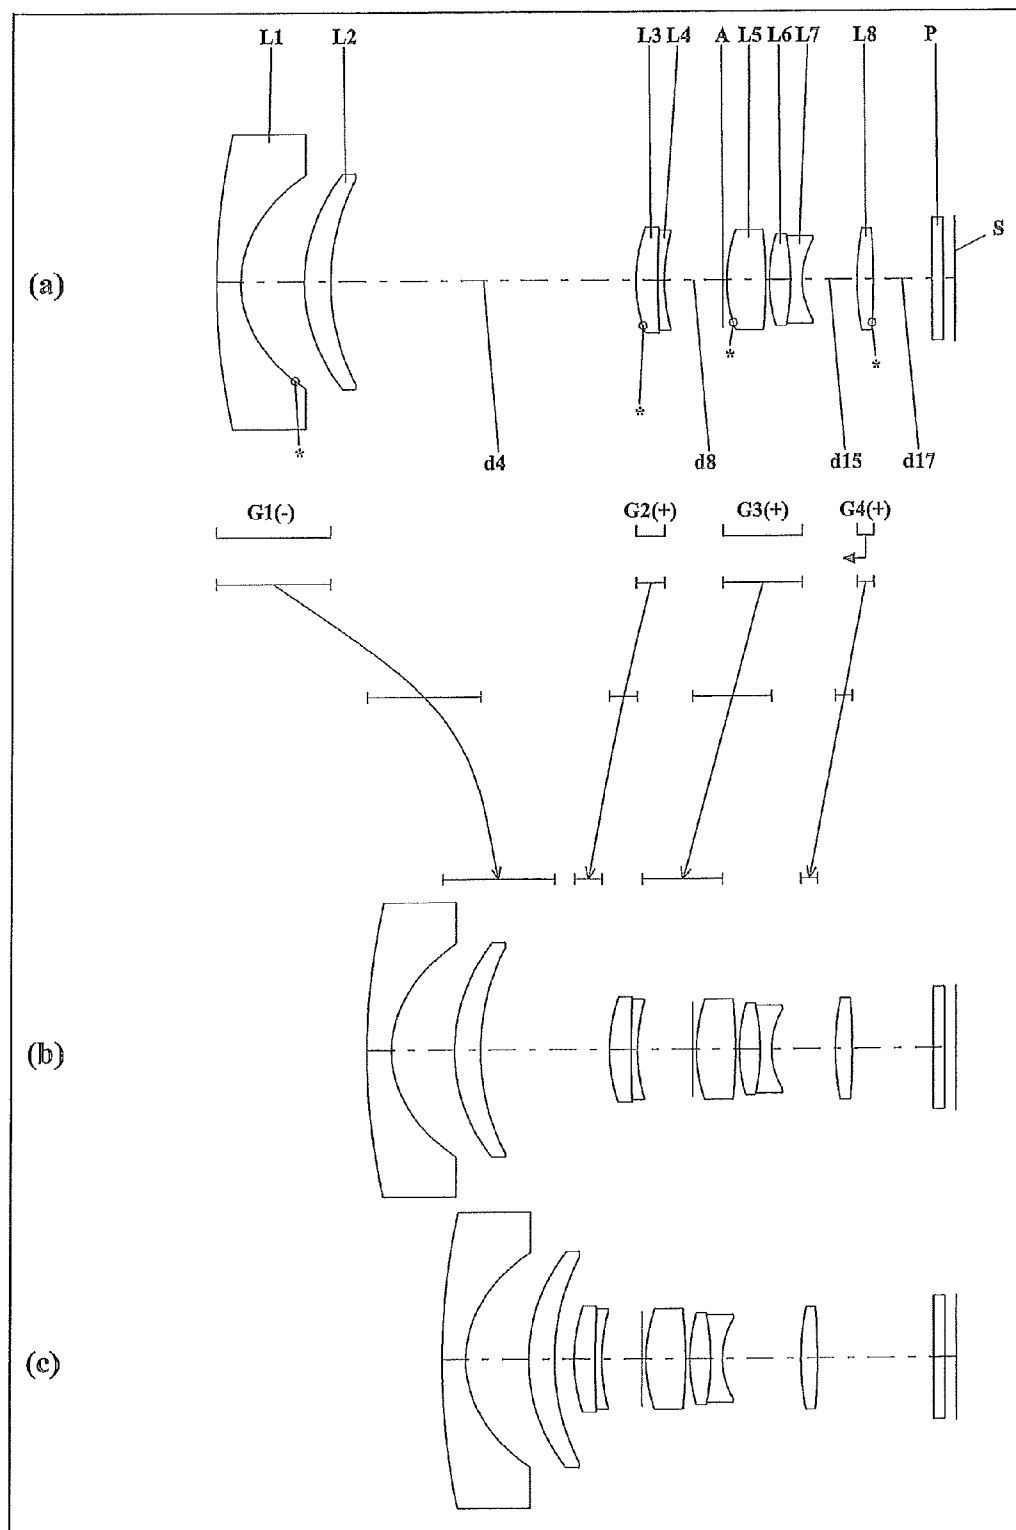 L1 L2 L3 L4 A L5 L6 L7 L8 P
S
(a)
* * * *
d4 d8 d15 d17
G1(-) G2(+) G3(+) G4(+)
(b)
(c)